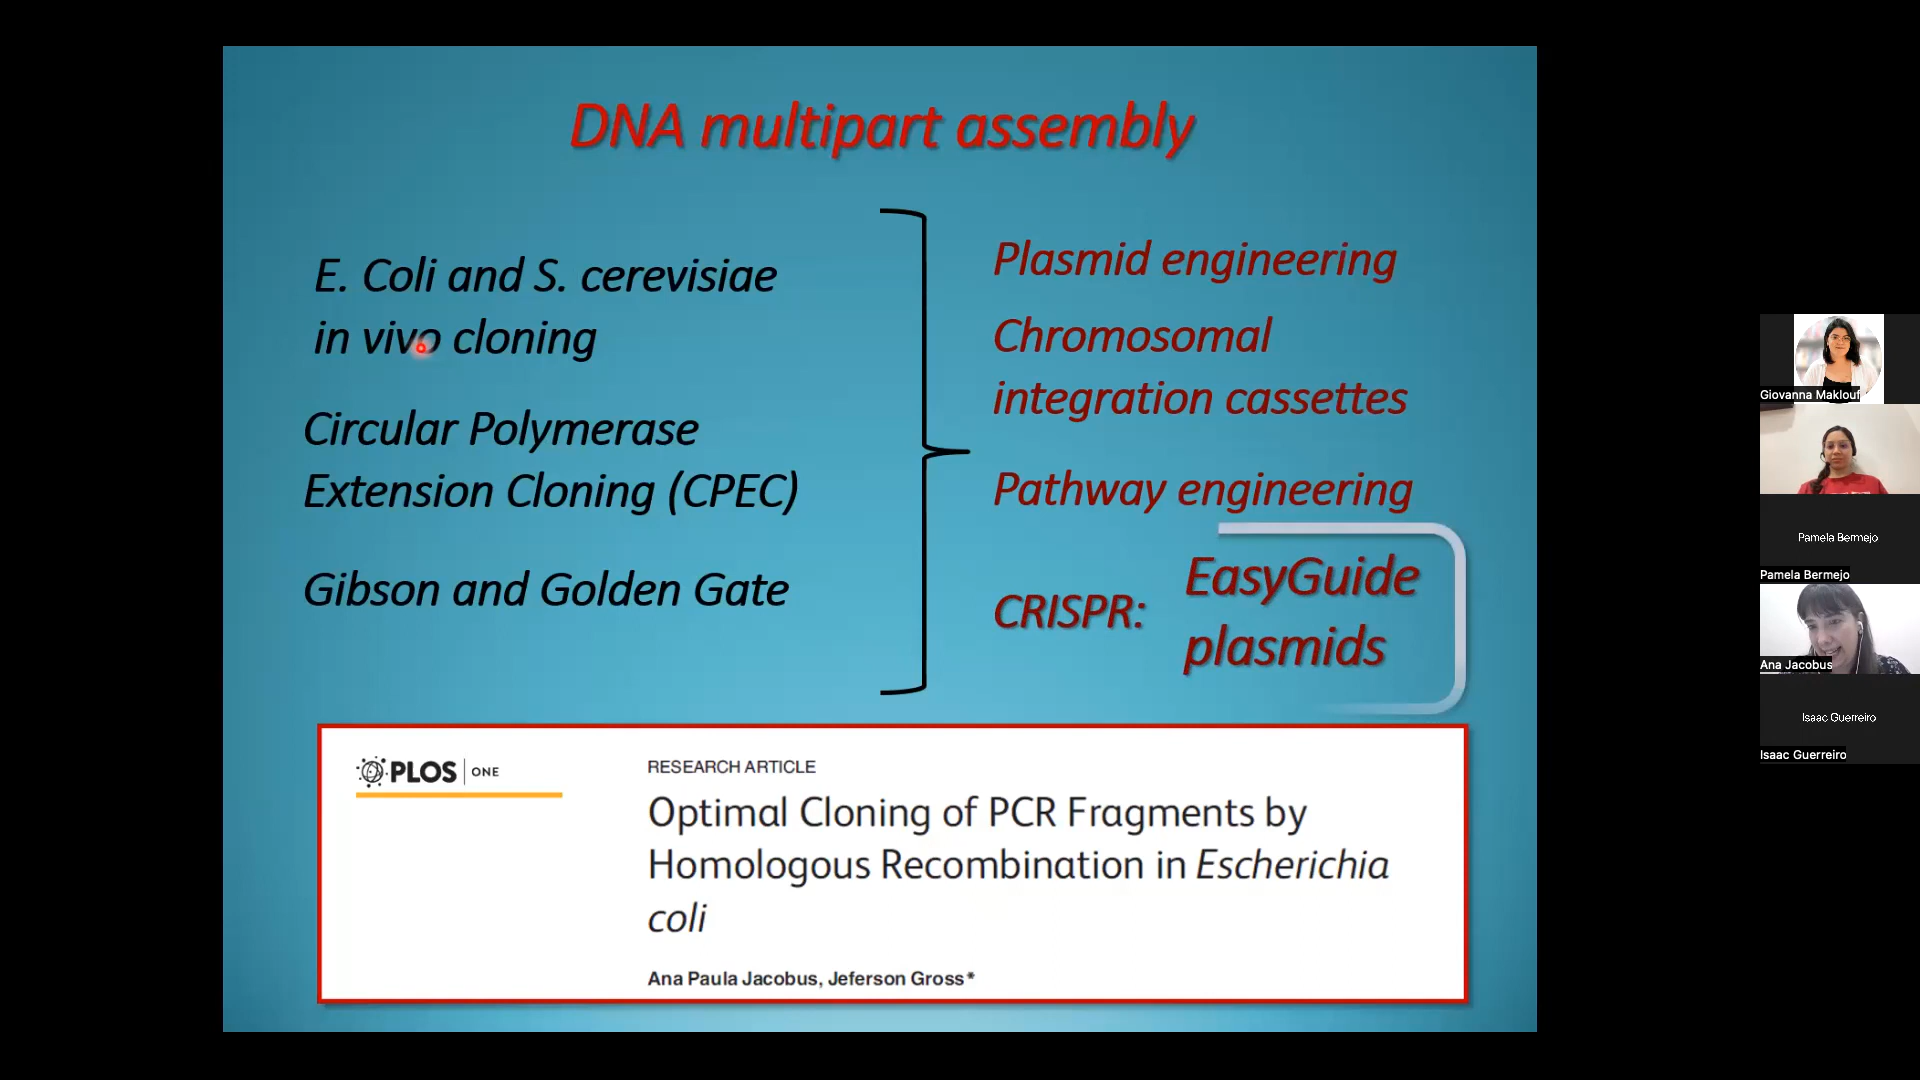 DNA multipart assembly
E. Coli and S. cerevisiae
in vivo cloning
Circular Polymerase
Extension Cloning (CPEC)
Gibson and Golden Gate
Plasmid engineering
Chromosomal
integration cassettes
Pathway engineering
CRISPR:
EasyGuide
plasmids
PLOS ONE
RESEARCH ARTICLE
Optimal Cloning of PCR Fragments by
Homologous Recombination in Escherichia
coli
Ana Paula Jacobus, Jeferson Gross*
Giovanna Maklouf
Pamela Bermejo
Pamela Bermejo
Ana Jacobus
Isaac Guerreiro
Isaac Guerreiro